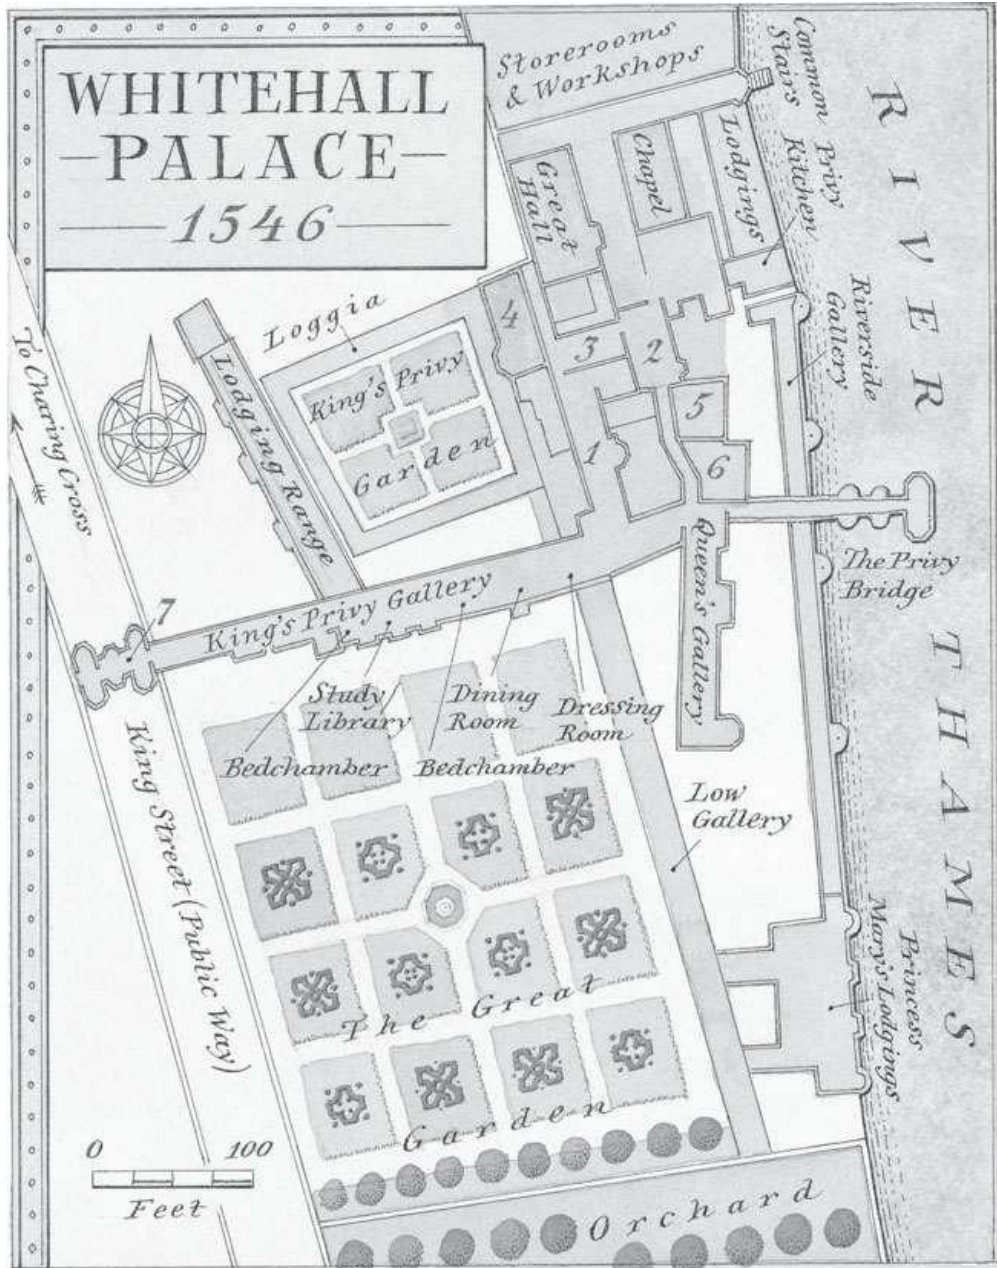 WHITEHALL
PALACE
1546
Storerooms
& Workshops
Common
Stairs
Privy
Kitchen
Lodgings
Chapel
Great
Hall
RIVER THAMES
Riverside
Gallery
Loggia
King's Privy
Garden
Lodging Range
To Charing Cross
4
3
2
5
1
6
7
The Privy
Bridge
Queen's Gallery
King's Privy Gallery
Study
Library
Dining
Room
Dressing
Room
Bedchamber
Bedchamber
King Street (Public Way)
Low
Gallery
Princess
Mary's Lodgings
The Great
Garden
0 100
Feet
Orchard